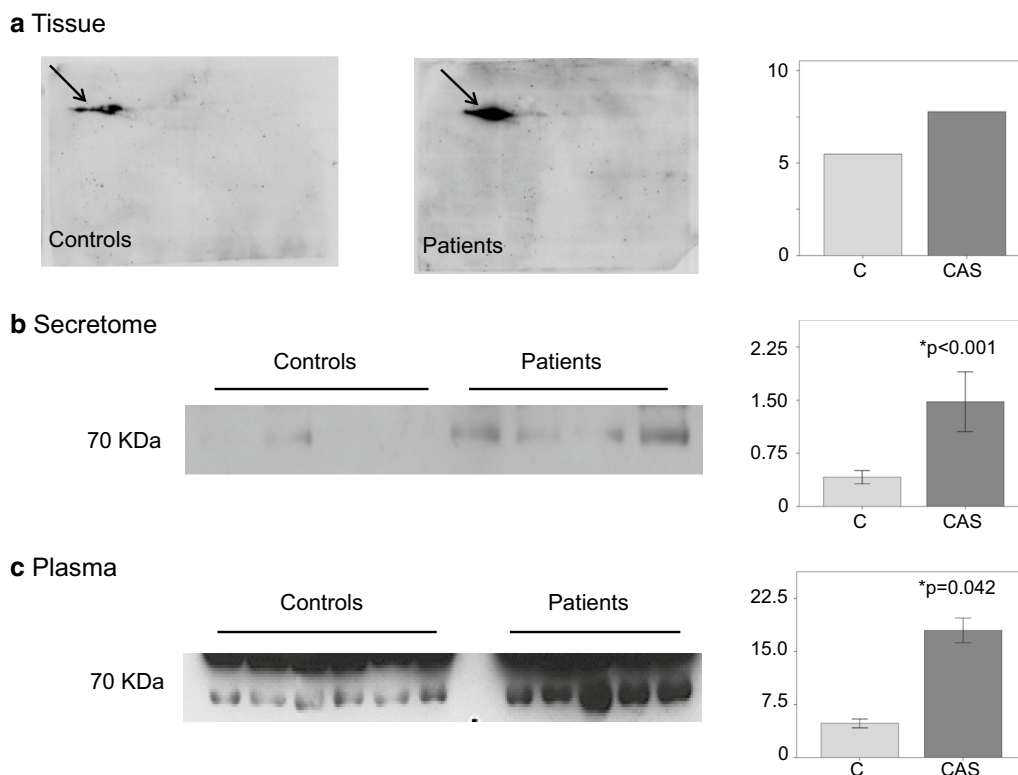 a Tissue
Controls
Patients
10
5
0
C CAS
b Secretome
Controls Patients
70 KDa
*p<0.001
2.25
1.50
0.75
0
C CAS
c Plasma
Controls Patients
70 KDa
*p=0.042
22.5
15.0
7.5
0
C CAS